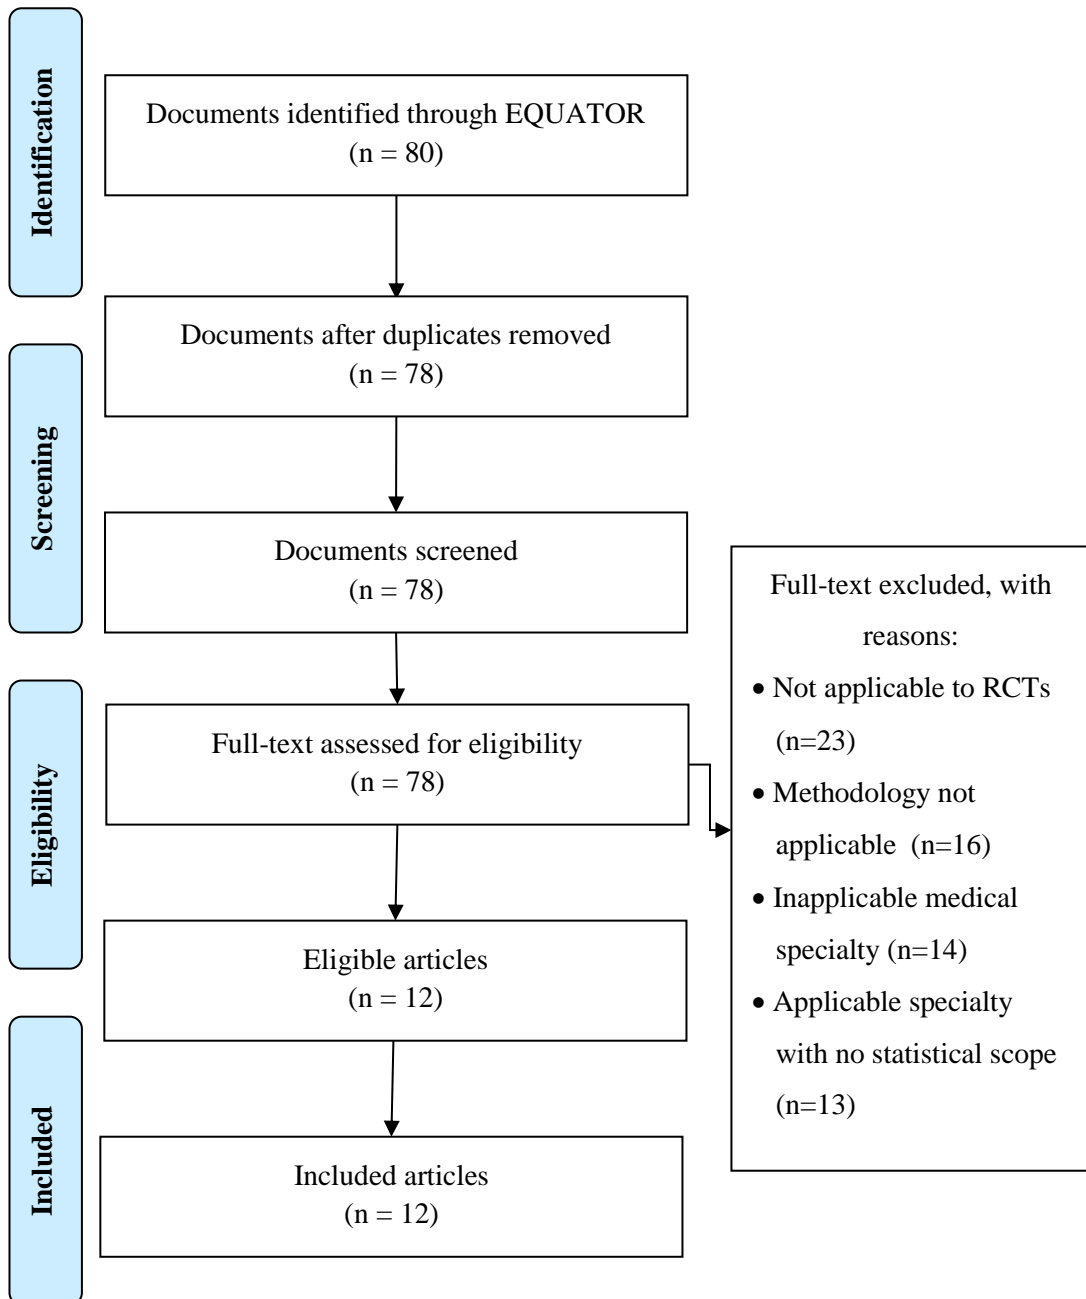 Identification
Documents identified through EQUATOR
(n = 80)
Documents after duplicates removed
(n = 78)
Screening
Documents screened
(n = 78)
Full-text excluded, with
reasons:
• Not applicable to RCTs
(n=23)
• Methodology not
applicable (n=16)
• Inapplicable medical
specialty (n=14)
• Applicable specialty
with no statistical scope
(n=13)
Eligibility
Full-text assessed for eligibility
(n = 78)
Eligible articles
(n = 12)
Included
Included articles
(n = 12)